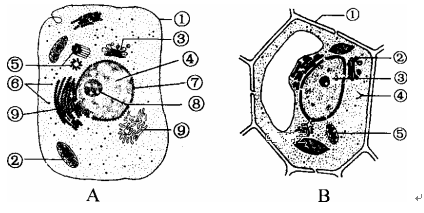 ① ①
③ ②
④ ③
⑤ ⑦ ④
⑥ ⑧
⑨ ⑨ ⑤
②
A B